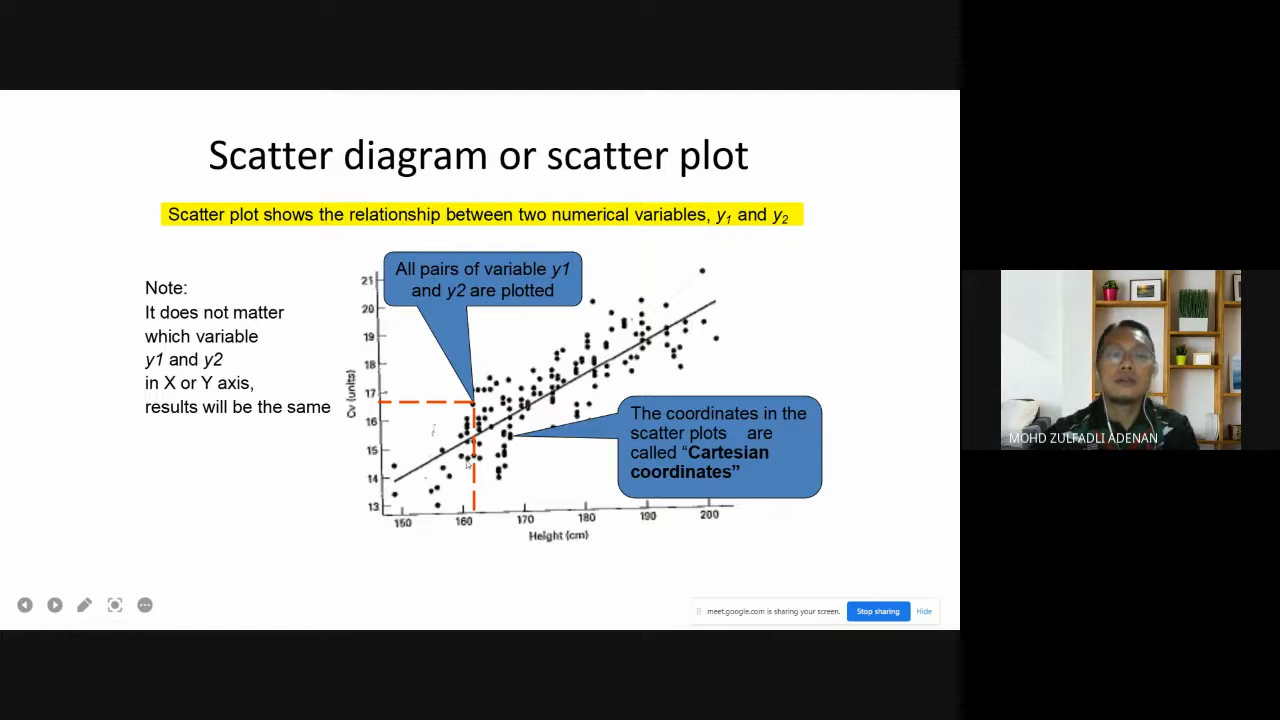 Scatter diagram or scatter plot
Scatter plot shows the relationship between two numerical variables, y1 and y2
Note:
It does not matter
which variable
y1 and y2
in X or Y axis,
results will be the same
All pairs of variable y1
and y2 are plotted
The coordinates in the
scatter plots are
called “Cartesian
coordinates”
Cv (units)
21
20
19
18
17
16
15
14
13
150 160 170 180 190 200
Height (cm)
MOHD ZULFADLI ADENAN
meet.google.com is sharing your screen.
Stop sharing
Hide